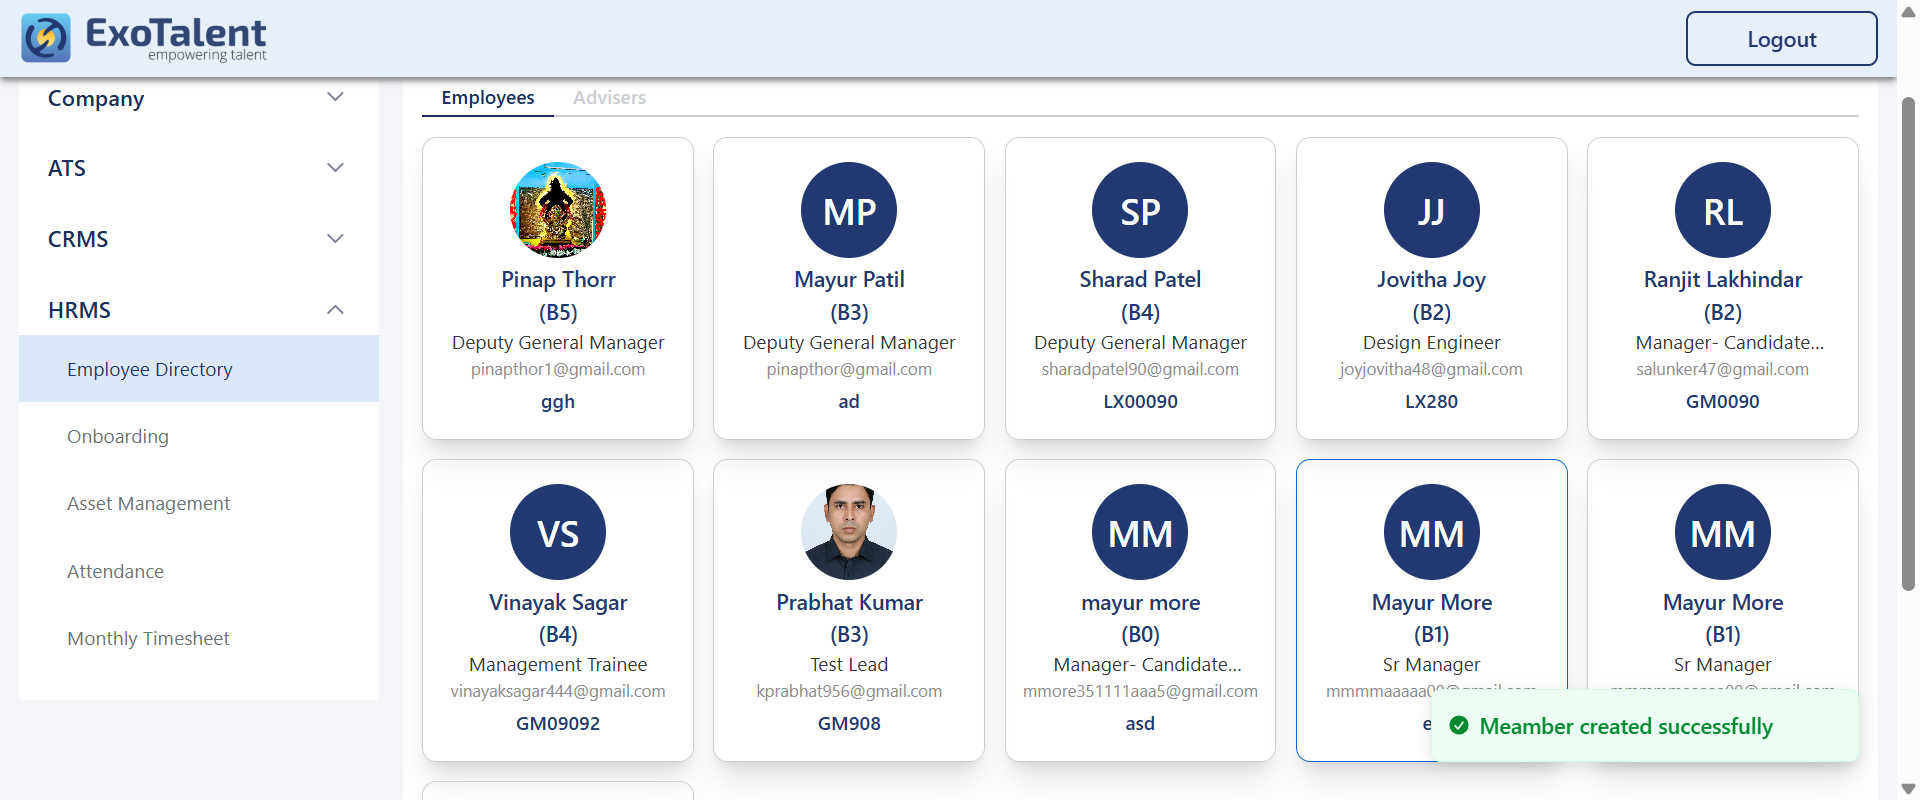 ExoTalent
empowering talent
Logout
Company
ATS
CRMS
HRMS
Employee Directory
Onboarding
Asset Management
Attendance
Monthly Timesheet
Employees Advisers
Pinap Thorr
(B5)
Deputy General Manager
pinapthor1@gmail.com
ggh
MP
Mayur Patil
(B3)
Deputy General Manager
pinapthor@gmail.com
ad
SP
Sharad Patel
(B4)
Deputy General Manager
sharadpatel90@gmail.com
LX00090
JJ
Jovitha Joy
(B2)
Design Engineer
joyjovitha48@gmail.com
LX280
RL
Ranjit Lakhindar
(B2)
Manager- Candidate...
salunker47@gmail.com
GM0090
VS
Vinayak Sagar
(B4)
Management Trainee
vinayaksagar444@gmail.com
GM09092
Prabhat Kumar
(B3)
Test Lead
kprabhat956@gmail.com
GM908
MM
mayur more
(B0)
Manager- Candidate...
mmore351111aaa5@gmail.com
asd
MM
Mayur More
(B1)
Sr Manager
MM
Mayur More
(B1)
Sr Manager
Meamber created successfully